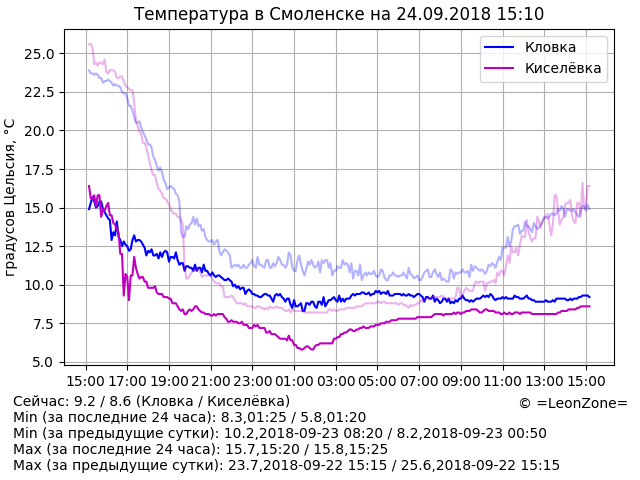 Температура в Смоленске на 24.09.2018 15:10
Кловка
Киселёвка
градусов Цельсия, °C
25.0
22.5
20.0
17.5
15.0
12.5
10.0
7.5
5.0
15:00 17:00 19:00 21:00 23:00 01:00 03:00 05:00 07:00 09:00 11:00 13:00 15:00
Сейчас: 9.2 / 8.6 (Кловка / Киселёвка)
© =LeonZone=
Min (за последние 24 часа): 8.3,01:25 / 5.8,01:20
Min (за предыдущие сутки): 10.2,2018-09-23 08:20 / 8.2,2018-09-23 00:50
Max (за последние 24 часа): 15.7,15:20 / 15.8,15:25
Max (за предыдущие сутки): 23.7,2018-09-22 15:15 / 25.6,2018-09-22 15:15